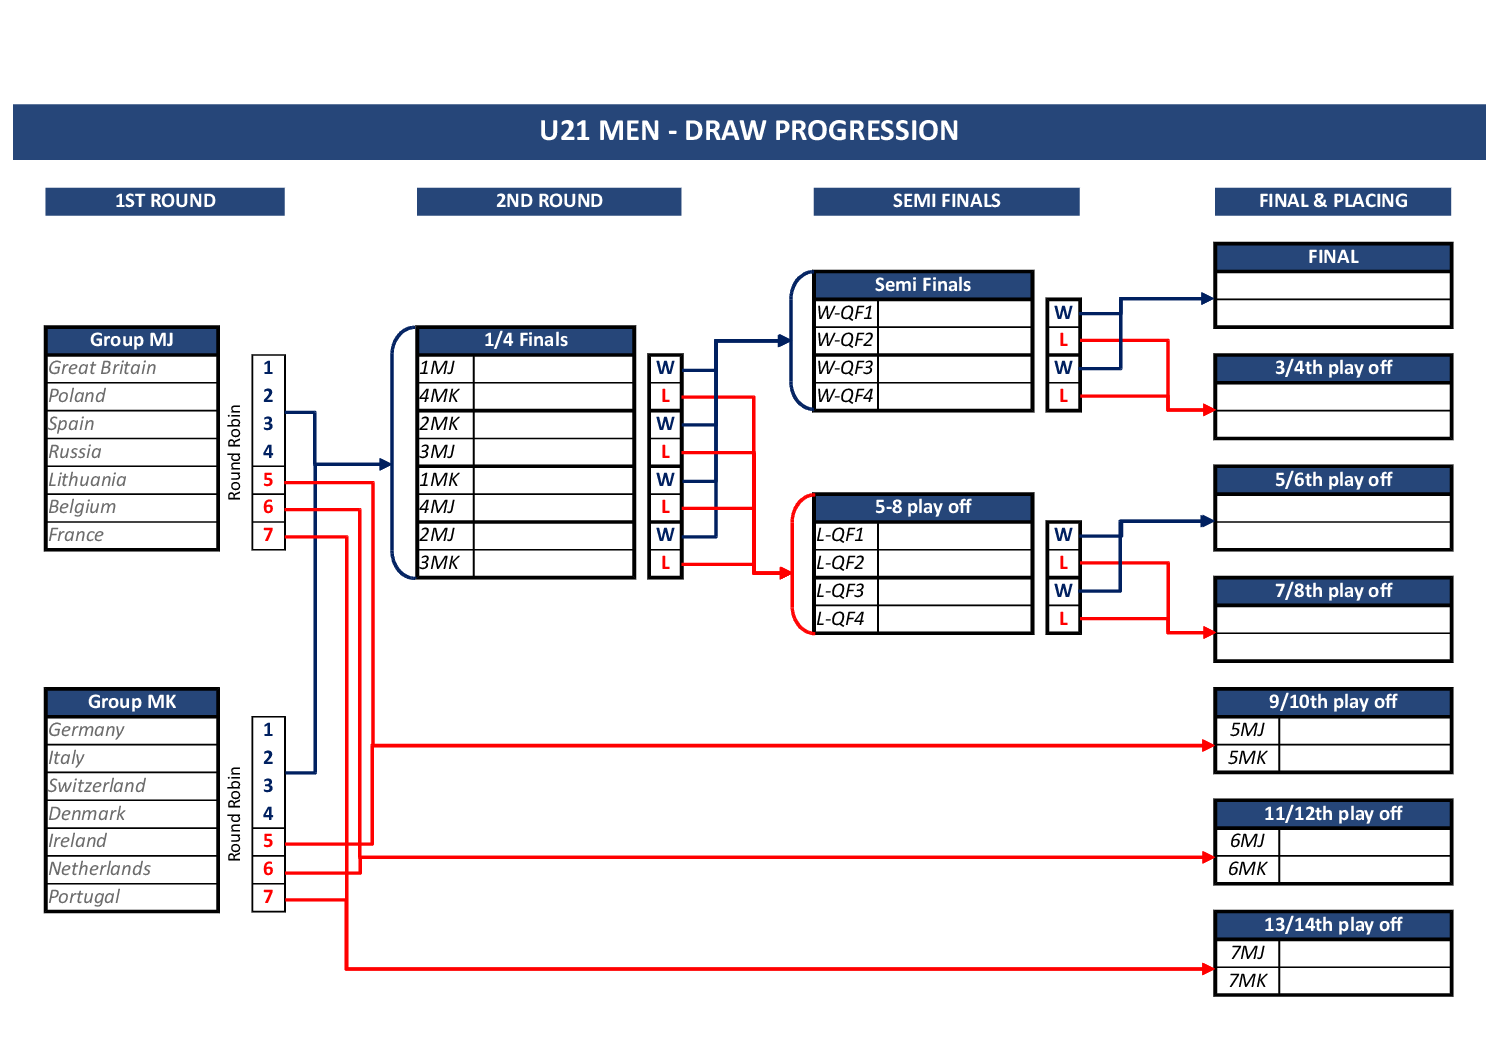 U21 MEN - DRAW PROGRESSION
1ST ROUND
2ND ROUND
SEMI FINALS
FINAL & PLACING
Group MJ
Great Britain
Poland
Spain
Russia
Lithuania
Belgium
France
Round Robin
1
2
3
4
5
6
7
Group MK
Germany
Italy
Switzerland
Denmark
Ireland
Netherlands
Portugal
Round Robin
1
2
3
4
5
6
7
1/4 Finals
1MJ
4MK
2MK
3MJ
1MK
4MJ
2MJ
3MK
W
L
W
L
W
L
W
L
Semi Finals
W-QF1
W-QF2
W-QF3
W-QF4
W
L
W
L
5-8 play off
L-QF1
L-QF2
L-QF3
L-QF4
W
L
W
L
FINAL
3/4th play off
5/6th play off
7/8th play off
9/10th play off
5MJ
5MK
11/12th play off
6MJ
6MK
13/14th play off
7MJ
7MK